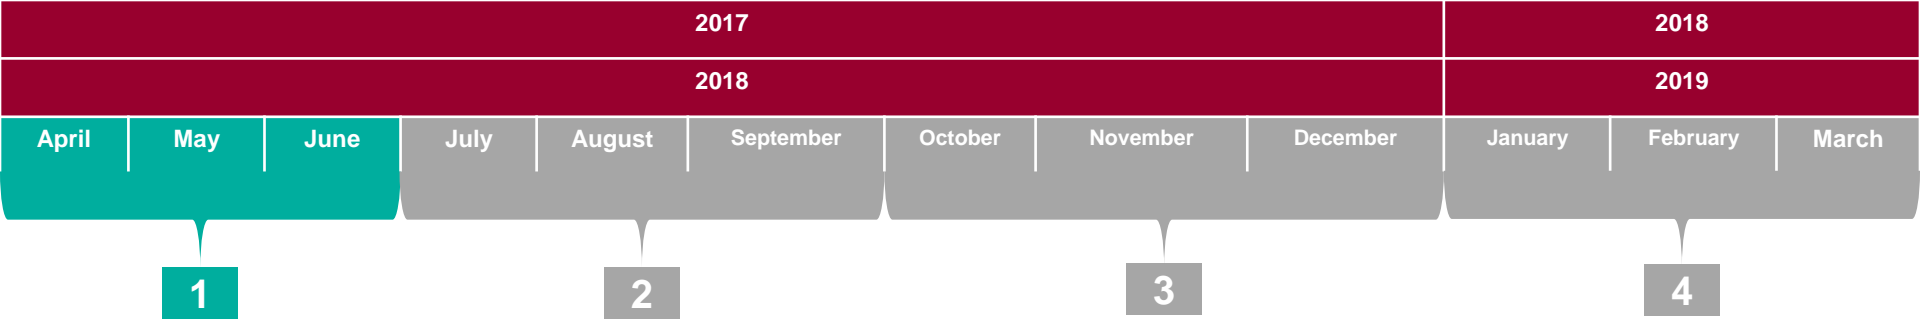 2017 2018
2018 2019
April May June July August September October November December January February March
1 2 3 4